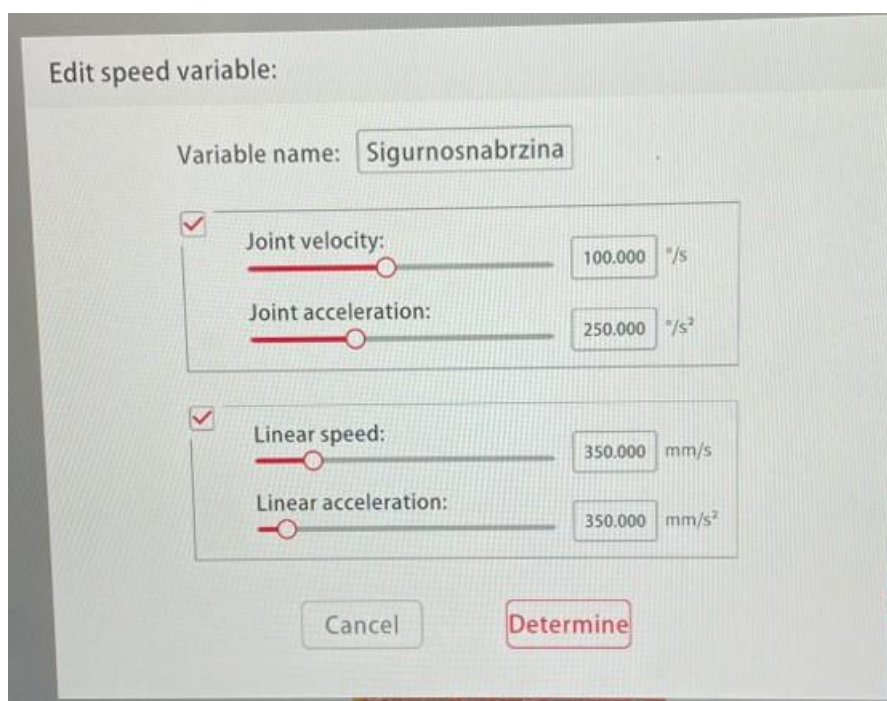 Edit speed variable:
Variable name: Sigurnosnabrzina
Joint velocity:
100.000 °/s
Joint acceleration:
250.000 °/s²
Linear speed:
350.000 mm/s
Linear acceleration:
350.000 mm/s²
Cancel Determine